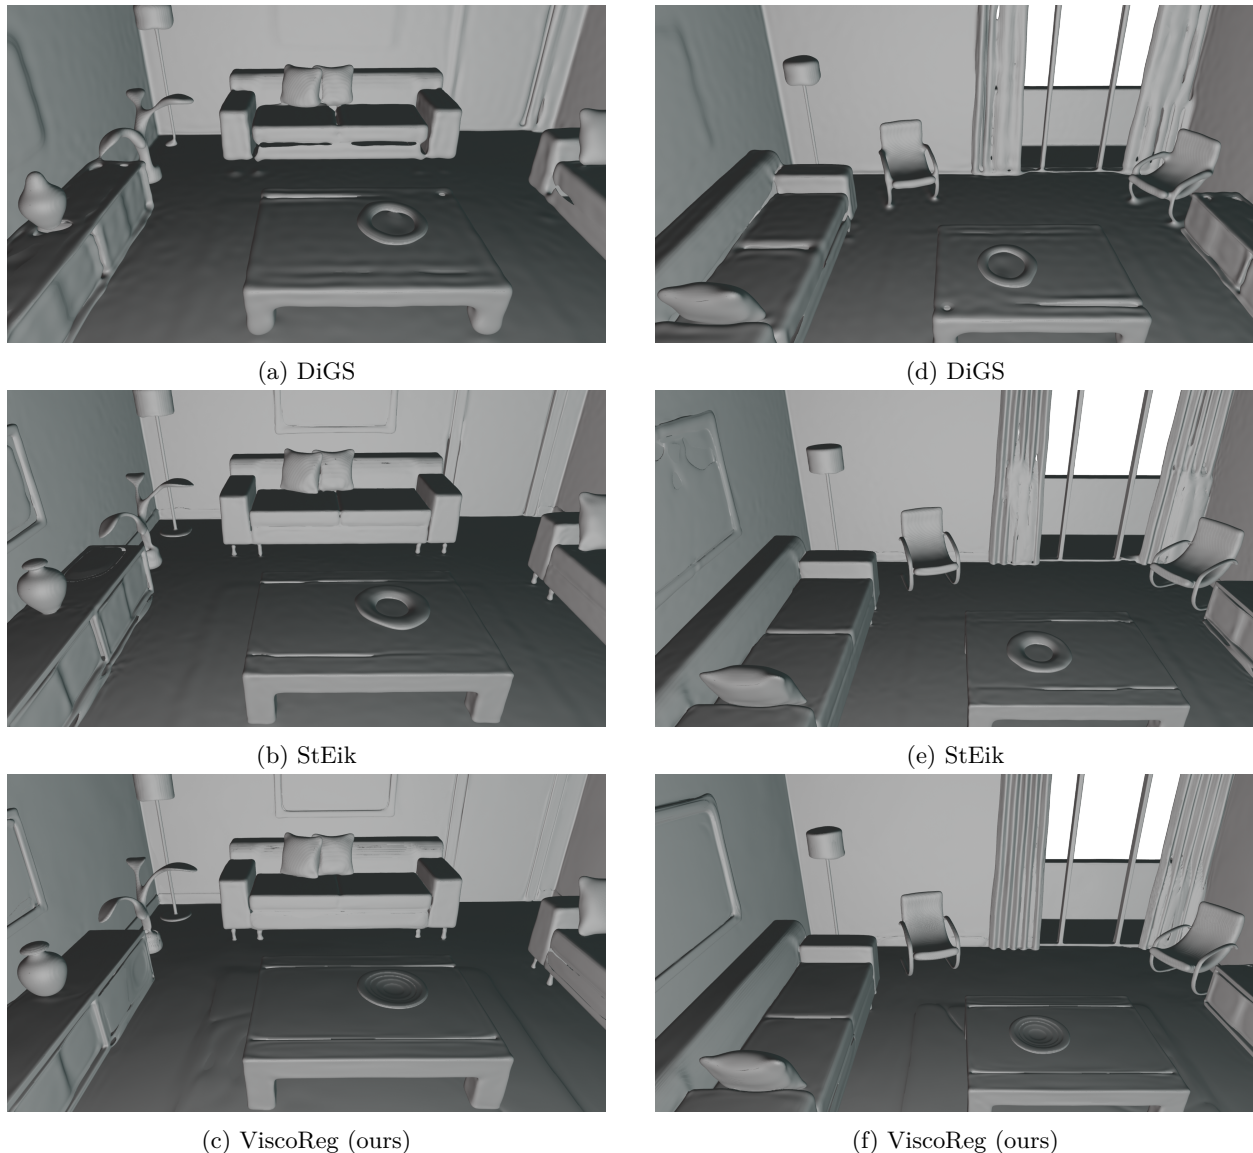 (a) DiGS
(d) DiGS
(b) StEik
(e) StEik
(c) ViscoReg (ours)
(f) ViscoReg (ours)